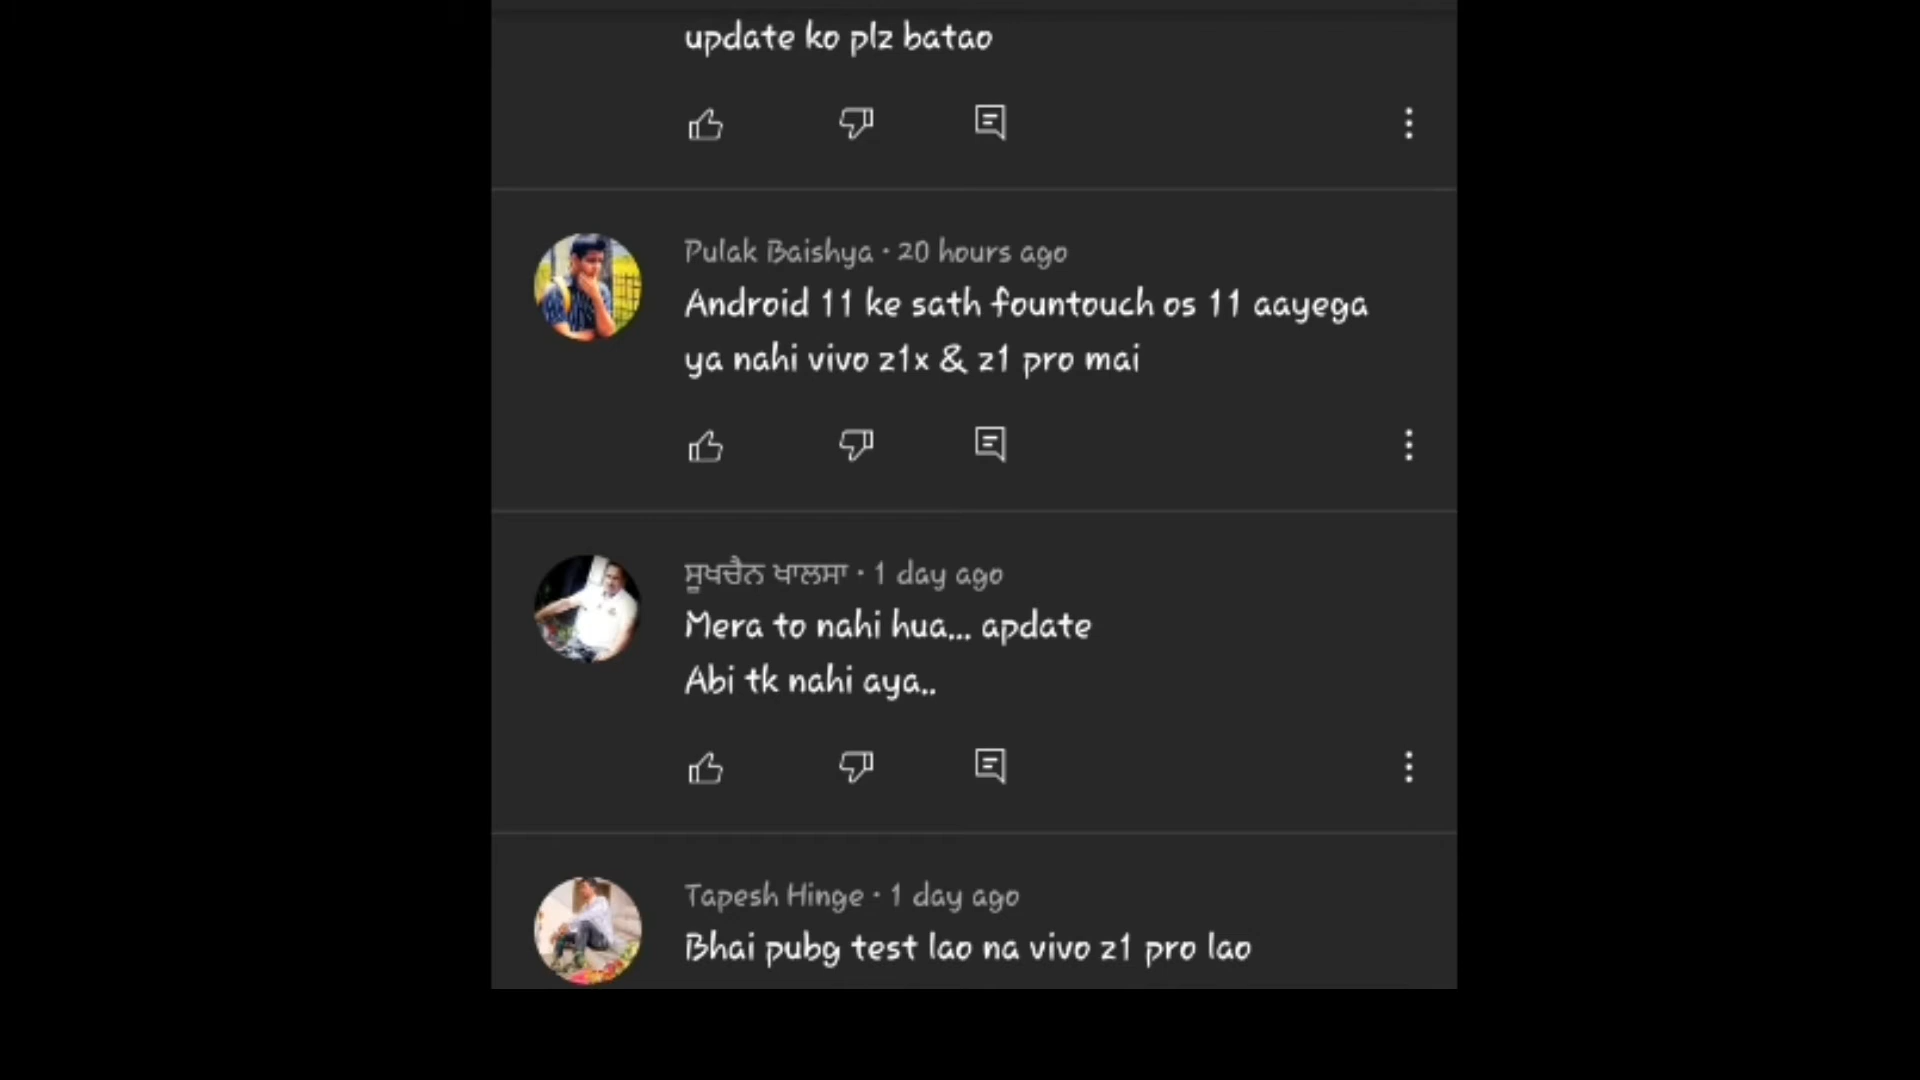 update ko plz batao
Pulak Baishya • 20 hours ago
Android 11 ke sath fountouch os 11 aayega
ya nahi vivo z1x & z1 pro mai
ਸੂਖਚੈਨ ਖਾਲਸਾ • 1 day ago
Mera to nahi hua... apdate
Abi tk nahi aya..
Tapesh Hinge • 1 day ago
Bhai pubg test lao na vivo z1 pro lao